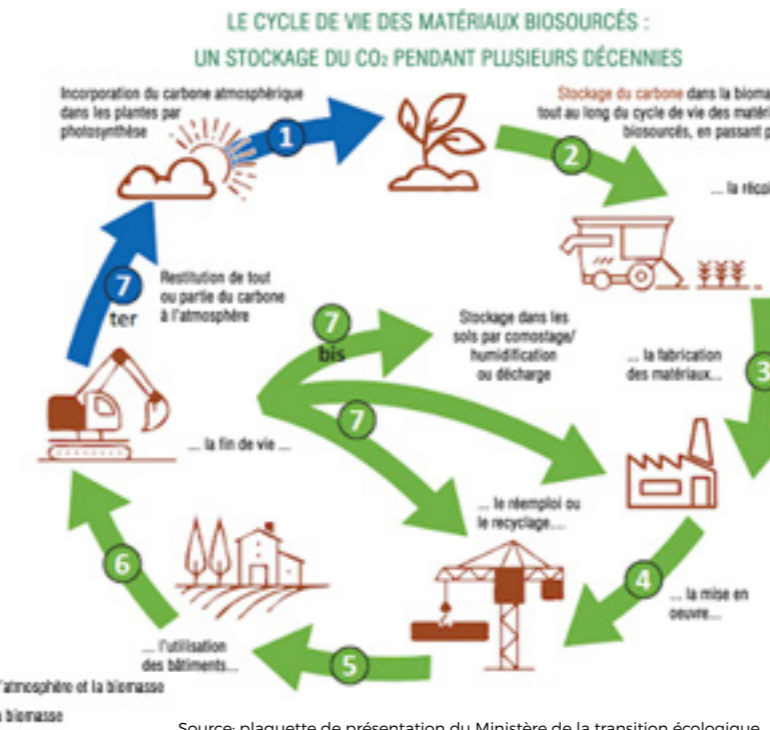 LE CYCLE DE VIE DES MATÉRIAUX BIOSOURCÉS :
UN STOCKAGE DU CO₂ PENDANT PLUSIEURS DÉCENNIES
Incorporation du carbone atmosphérique
dans les plantes par
photosynthèse
1
Stockage du carbone dans la
tout au long du cycle de vie des
biosourcés, en passant
2
... la
7
ter
Restitution de tout
ou partie du carbone
à l'atmosphère
7
bis
Stockage dans les
sols par comostage/
humidification
ou décharge
... la fabrication
des matériaux...
3
7
... la fin de vie ...
... le réemploi ou
le recyclage....
6
4
... la mise en
oeuvre...
... l'utilisation
des bâtiments...
5
l'atmosphère et la biomasse
biomasse
Source: plaquette de présentation du Ministère de la transition écologique